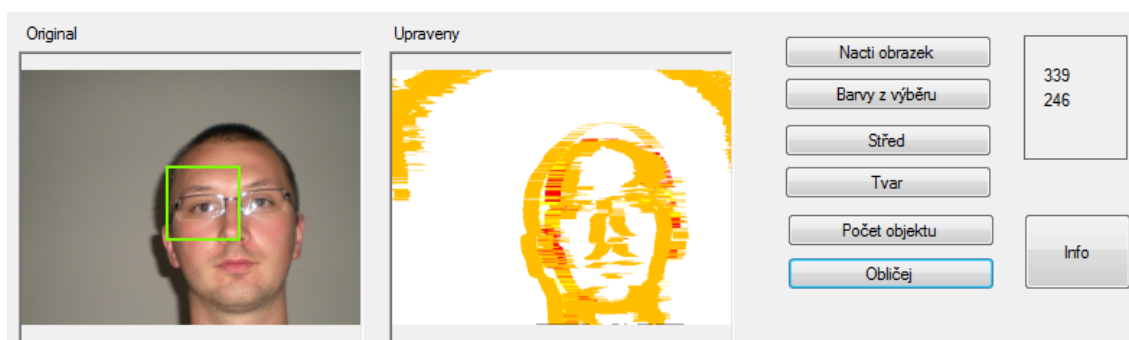 Original
Upraveny
Nacti obrazek
Barvy z výběru
Střed
Tvar
Počet objektu
Obličej
339
246
Info